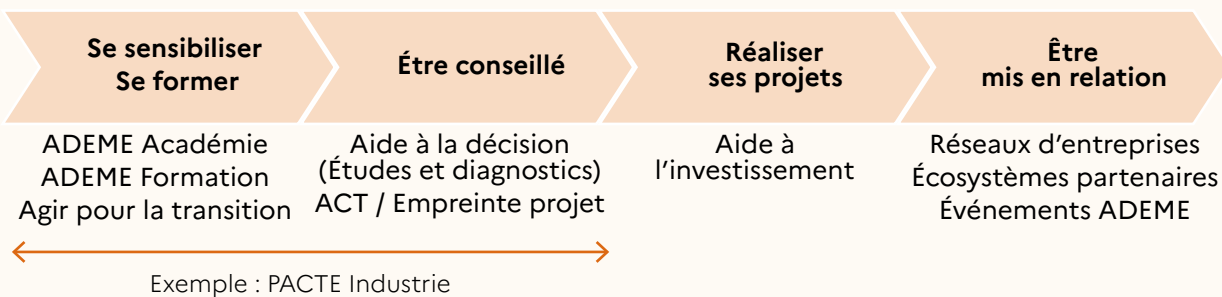 Se sensibiliser
Se former
Étre conseillé
Réaliser
ses projets
Être
mis en relation
ADEME Académie
ADEME Formation
Agir pour la transition
Aide à la décision
(Études et diagnostics)
ACT / Empreinte projet
Aide à
l’investissement
Réseaux d’entreprises
Écosystèmes partenaires
Événements ADEME
Exemple : PACTE Industrie